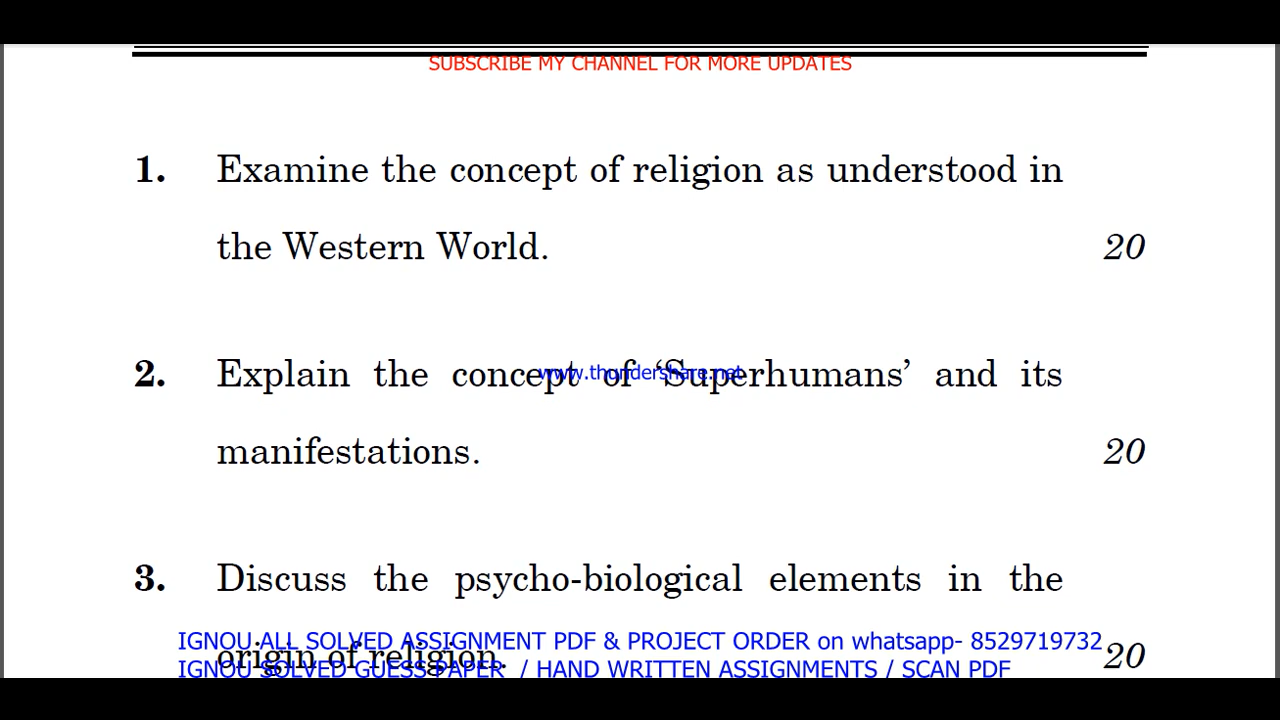 SUBSCRIBE MY CHANNEL FOR MORE UPDATES
1. Examine the concept of religion as understood in
the Western World. 20
2. Explain the concept of ‘Superhumans’ and its
www.thundershare.net
manifestations. 20
3. Discuss the psycho-biological elements in the
IGNOU ALL SOLVED ASSIGNMENT PDF & PROJECT ORDER on whatsapp- 8529719732
origin of religion. 20
IGNOU SOLVED GUESS PAPER / HAND WRITTEN ASSIGNMENTS / SCAN PDF